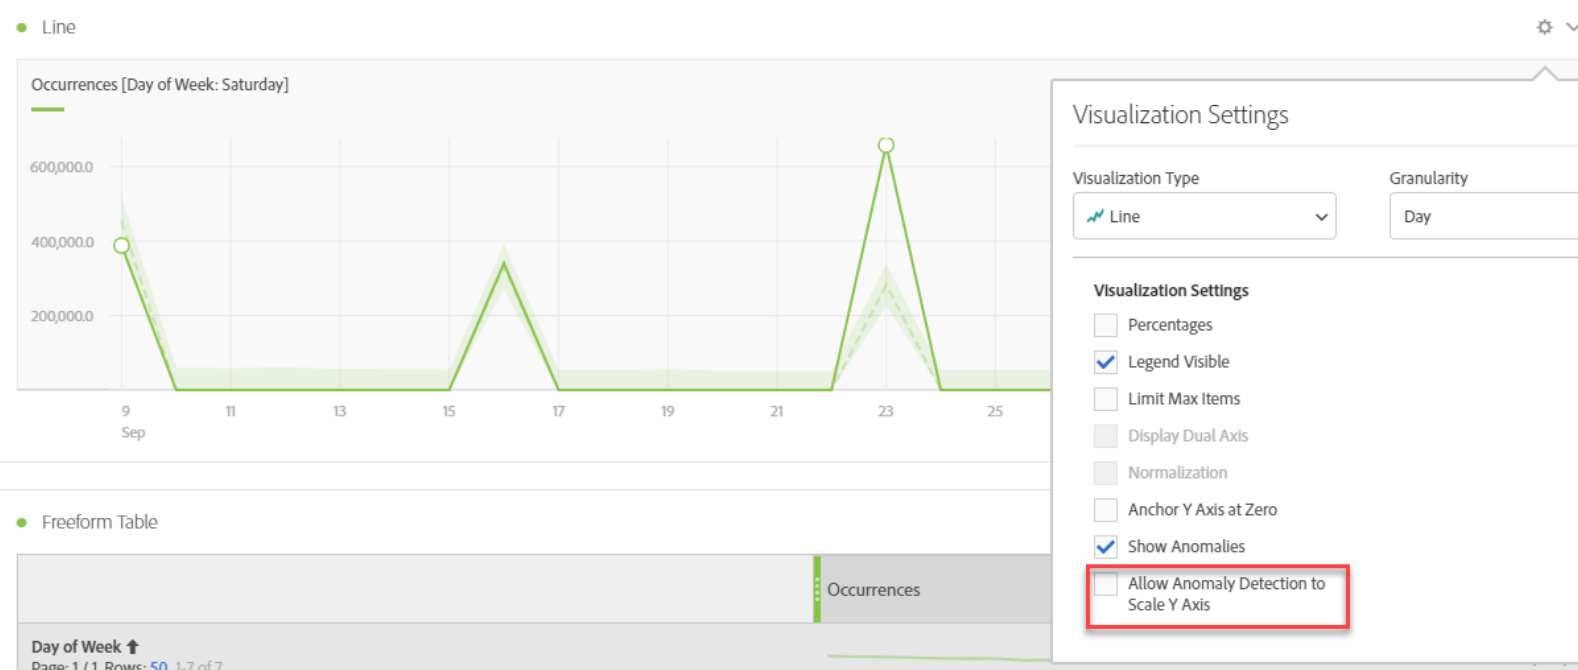 Line
Occurrences [Day of Week: Saturday]
600,000.0
400,000.0
200,000.0
9 11 13 15 17 19 21 23 25
Sep
Visualization Settings
Visualization Type Granularity
Line Day
Visualization Settings
Percentages
Legend Visible
Limit Max Items
Display Dual Axis
Normalization
Anchor Y Axis at Zero
Show Anomalies
Allow Anomaly Detection to
Scale Y Axis
Freeform Table
Occurrences
Day of Week
Page: 1 / 1 Rows: 50 1-7 of 7